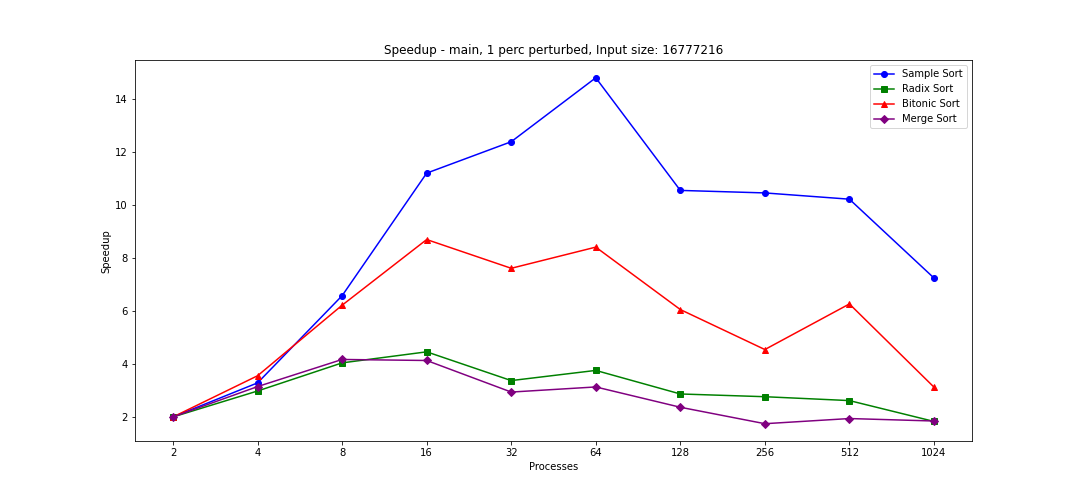 Speedup - main, 1 perc perturbed, Input size: 16777216
Sample Sort
Radix Sort
Bitonic Sort
Merge Sort
14
12
10
8
6
4
2
Speedup
2 4 8 16 32 64 128 256 512 1024
Processes